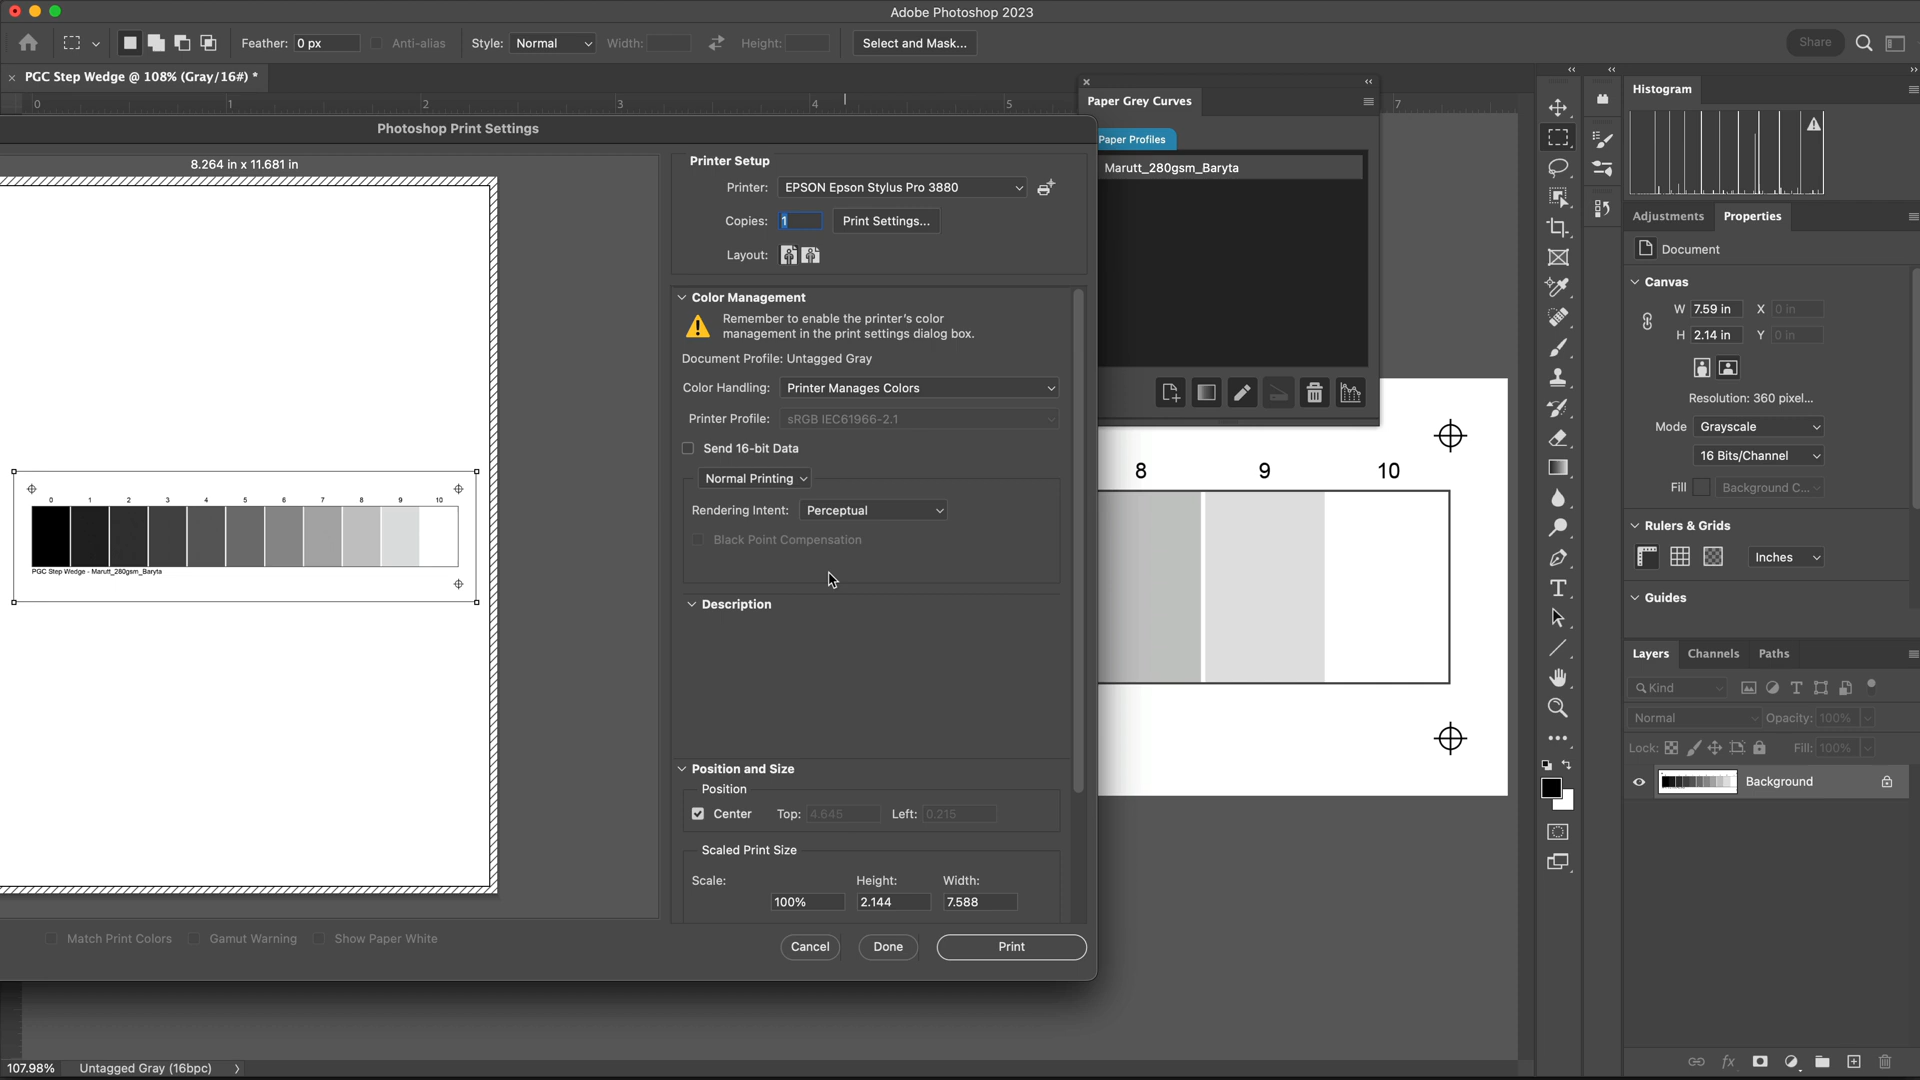 Adobe Photoshop 2023
Feather: 0 px
Anti-alias
Style: Normal
Width:
Height:
Select and Mask...
Share
PGC Step Wedge @ 108% (Gray/16#) *
0 1 2 3 4 5 7
Photoshop Print Settings
8.264 in x 11.681 in
0 1 2 3 4 5 6 7 8 9 10
PGC Step Wedge - Marutt_280gsm_Baryta
Match Print Colors
Gamut Warning
Show Paper White
Printer Setup
Printer: EPSON Epson Stylus Pro 3880
Copies: 1
Print Settings...
Layout:
Color Management
Remember to enable the printer's color
management in the print settings dialog box.
Document Profile: Untagged Gray
Color Handling: Printer Manages Colors
Printer Profile: sRGB IEC61966-2.1
Send 16-bit Data
Normal Printing
Rendering Intent: Perceptual
Black Point Compensation
Description
Position and Size
Position
Center
Top: 4.645
Left: 0.215
Scaled Print Size
Scale:
Height:
Width:
100%
2.144
7.588
Cancel
Done
Print
Paper Grey Curves
Paper Profiles
Marutt_280gsm_Baryta
8 9 10
Histogram
Adjustments
Properties
Document
Canvas
W 7.59 in
X 0 in
H 2.14 in
Y 0 in
Resolution: 360 pixel...
Mode Grayscale
16 Bits/Channel
Fill Background C...
Rulers & Grids
Inches
Guides
Layers
Channels
Paths
Kind
Normal
Opacity: 100%
Lock:
Fill: 100%
Background
107.98%
Untagged Gray (16bpc)